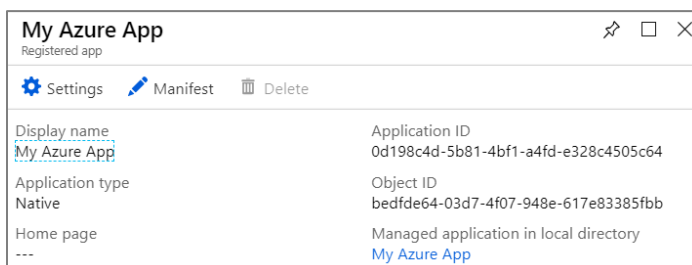 My Azure App
Registered app
Settings Manifest Delete
Display name
My Azure App
Application ID
0d198c4d-5b81-4bf1-a4fd-e328c4505c64
Application type
Native
Object ID
bedfde64-03d7-4f07-948e-617e83385fbb
Home page
---
Managed application in local directory
My Azure App